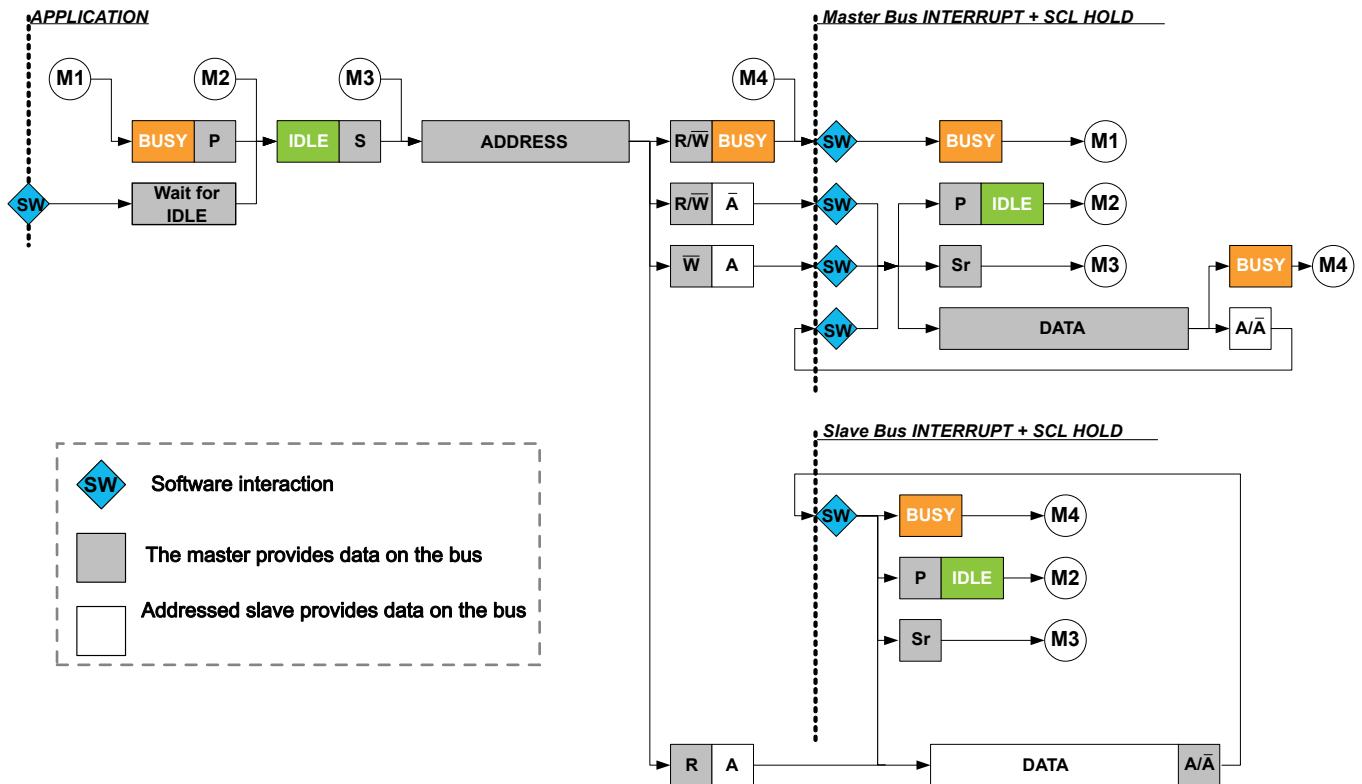 APPLICATION
Master Bus INTERRUPT + SCL HOLD
M1
M2
M3
M4
BUSY P
IDLE S
ADDRESS
R/W̅ BUSY
SW
BUSY
M1
SW
Wait for
IDLE
R/W̅ A̅
SW
P IDLE
M2
W̅ A
SW
Sr
M3
BUSY
M4
SW
DATA
A/A̅
Slave Bus INTERRUPT + SCL HOLD
SW
Software interaction
The master provides data on the bus
Addressed slave provides data on the bus
SW
BUSY
M4
P IDLE
M2
Sr
M3
R A
DATA
A/A̅